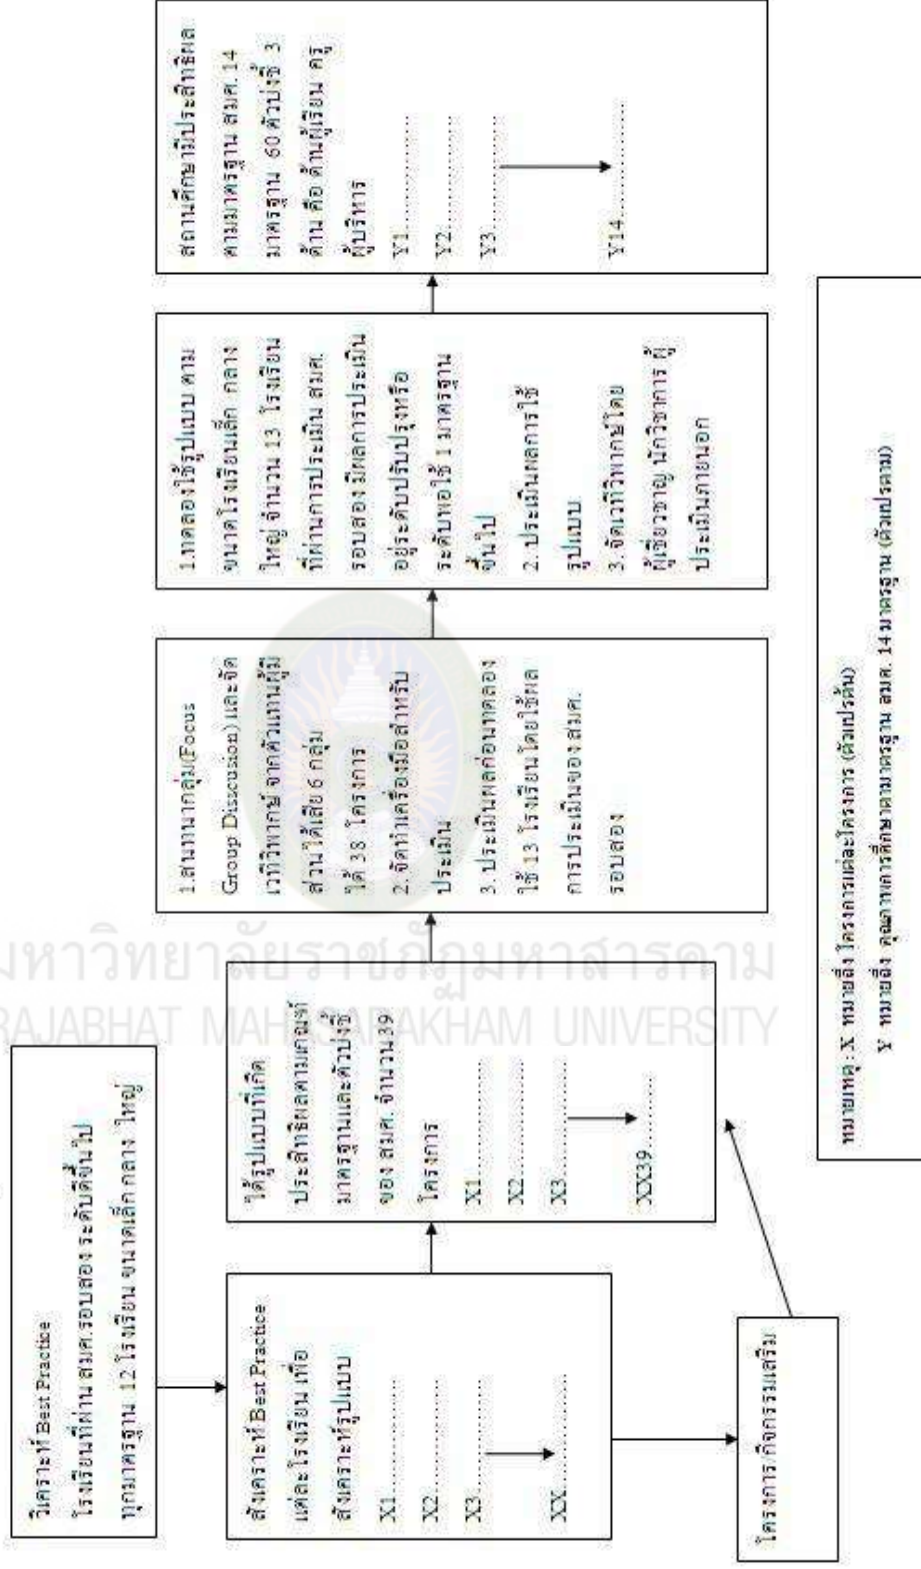 วิเคราะห์ Best Practice
โรงเรียนที่ผ่าน สมศ.รอบสอง ระดับดีขึ้นไป
ทุกมาตรฐาน 12 โรงเรียน ขนาดเล็ก กลาง ใหญ่
สังเคราะห์ Best Practice
แต่ละโรงเรียน เพื่อ
สังเคราะห์รูปแบบ
X1................
X2................
X3................
XX................
โครงการ/กิจกรรมเสริม
ได้รูปแบบที่เกิด
ประสิทธิผลตามเกณฑ์
มาตรฐานและตัวบ่งชี้
ของ สมศ. จำนวน39
โครงการ
X1................
X2................
X3................
XX39.........
1.สนทนากลุ่ม(Focus
Group Disscusion) และจัด
เวทีวิพากษ์ จากตัวแทนผู้มี
ส่วนได้เสีย 6 กลุ่ม
ได้ 38 โครงการ
2. จัดทำเครื่องมือสำหรับ
ประเมิน
3. ประเมินผลก่อนทดลอง
ใช้ 13 โรงเรียน โดยใช้ผล
การประเมินของ สมศ.
รอบสอง
1.ทดลองใช้รูปแบบ ตาม
ขนาดโรงเรียนเล็ก กลาง
ใหญ่ จำนวน 13 โรงเรียน
ที่ผ่านการประเมิน สมศ.
รอบสอง มีผลการประเมิน
อยู่ระดับปรับปรุงหรือ
ระดับพอใช้ 1 มาตรฐาน
ขึ้นไป
2. ประเมินผลการใช้
รูปแบบ
3. จัดเวทีวิพากษ์โดย
ผู้เชี่ยวชาญ นักวิชาการ ผู้
ประเมินภายนอก
สถานศึกษามีประสิทธิผล
ตามมาตรฐาน สมศ. 14
มาตรฐาน 60 ตัวบ่งชี้ 3
ด้าน คือ ด้านผู้เรียน ครู
ผู้บริหาร
Y1................
Y2................
Y3................
Y14................
หมายเหตุ : X หมายถึง โครงการแต่ละโครงการ (ตัวแปรต้น)
Y หมายถึง คุณภาพการศึกษาตามมาตรฐาน สมศ. 14 มาตรฐาน (ตัวแปรตาม)
มหาวิทยาลัยราชภัฏมหาสารคาม
RAJABHAT MAHASARAKHAM UNIVERSITY